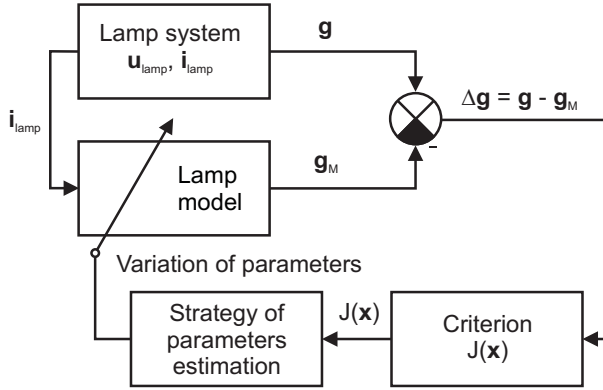 Lamp system
u_lamp, i_lamp
g
Δg = g - g_M
i_lamp
-
Lamp
model
g_M
Variation of parameters
Strategy of
parameters
estimation
J(x)
Criterion
J(x)